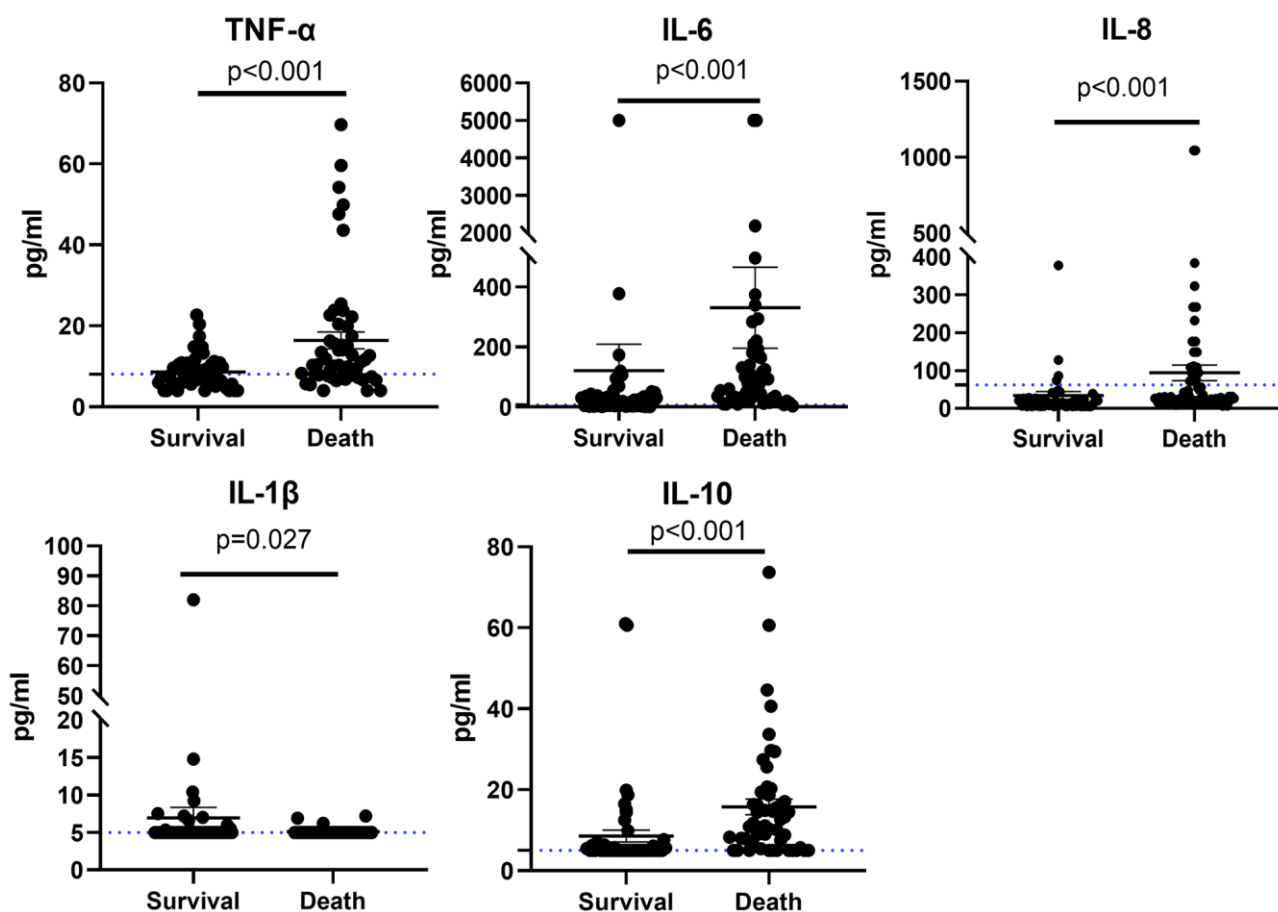 TNF-α
p<0.001
pg/ml
80
60
40
20
0
Survival Death
IL-6
p<0.001
pg/ml
6000
5000
4000
3000
2000
400
200
0
Survival Death
IL-8
p<0.001
pg/ml
1500
1000
500
400
300
200
100
0
Survival Death
IL-1β
p=0.027
pg/ml
100
90
80
70
60
50
20
15
10
5
0
Survival Death
IL-10
p<0.001
pg/ml
80
60
40
20
0
Survival Death